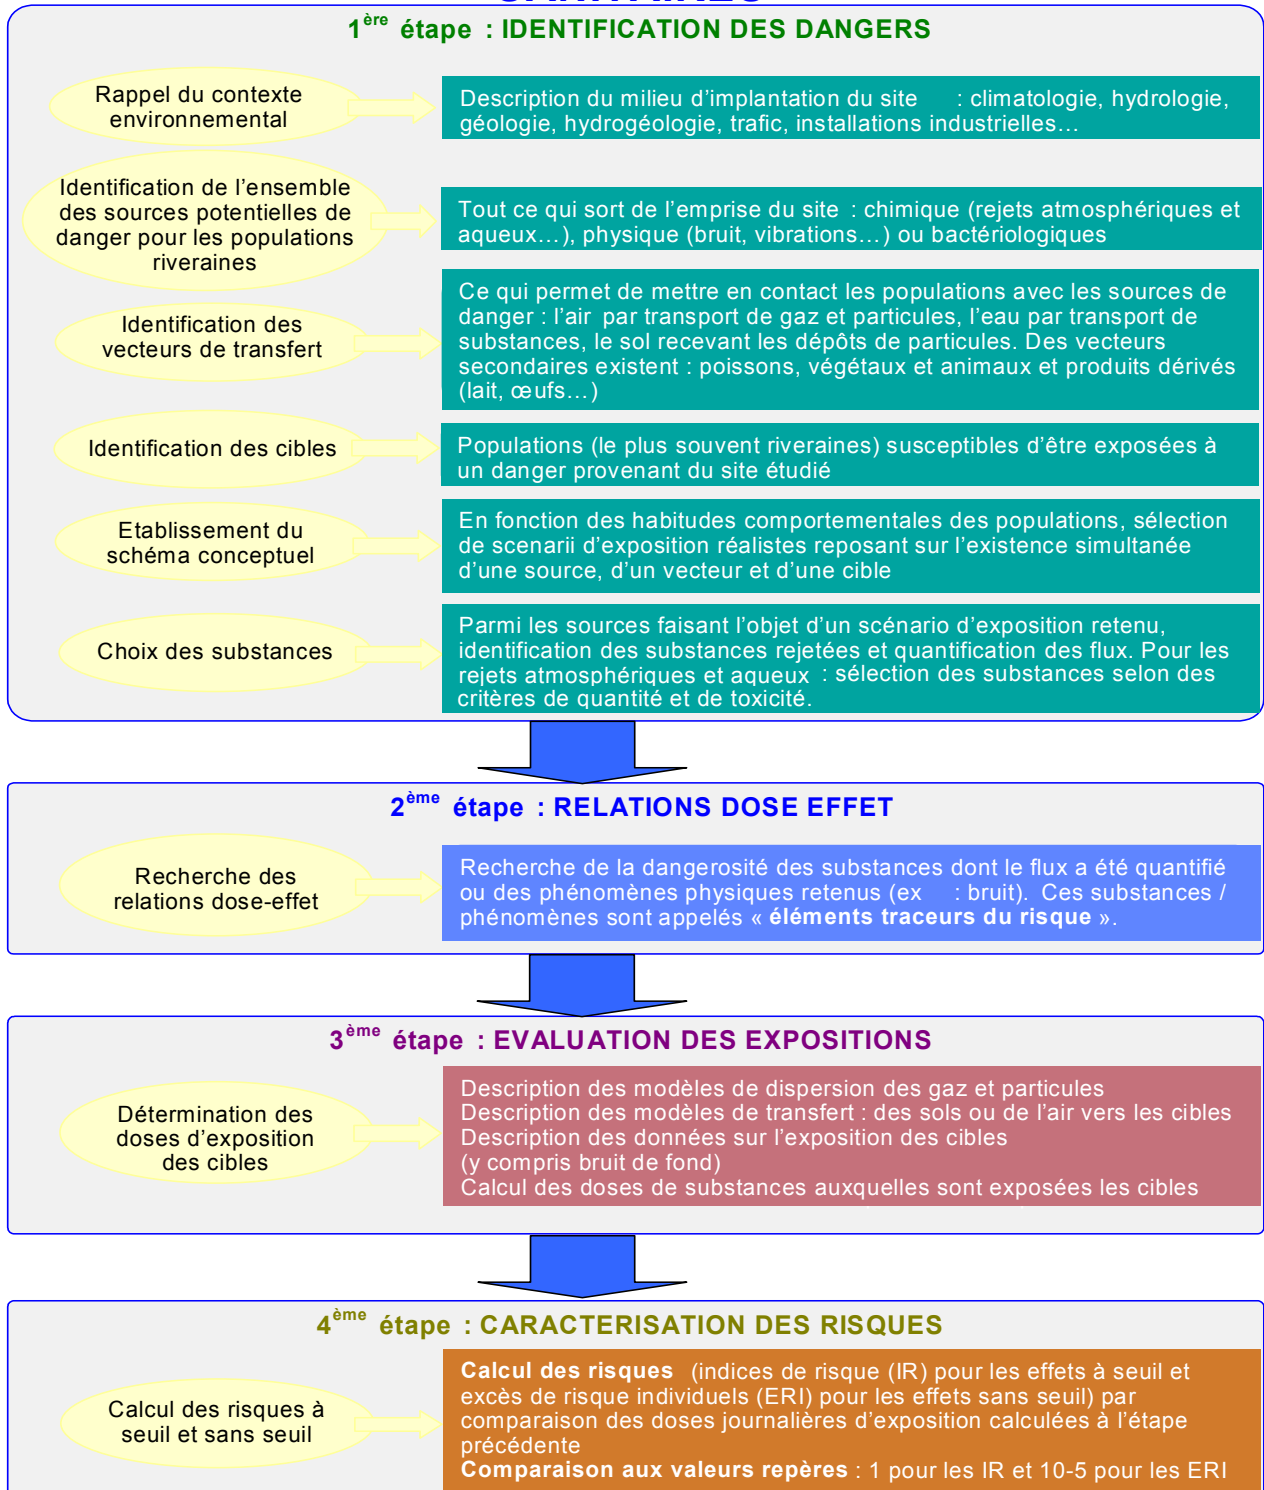 1ère étape : IDENTIFICATION DES DANGERS
Rappel du contexte
environnemental
Description du milieu d’implantation du site : climatologie, hydrologie,
géologie, hydrogéologie, trafic, installations industrielles…
Identification de l’ensemble
des sources potentielles de
danger pour les populations
riveraines
Tout ce qui sort de l’emprise du site : chimique (rejets atmosphériques et
aqueux…), physique (bruit, vibrations…) ou bactériologiques
Identification des
vecteurs de transfert
Ce qui permet de mettre en contact les populations avec les sources de
danger : l’air par transport de gaz et particules, l’eau par transport de
substances, le sol recevant les dépôts de particules. Des vecteurs
secondaires existent : poissons, végétaux et animaux et produits dérivés
(lait, œufs…)
Identification des cibles
Populations (le plus souvent riveraines) susceptibles d’être exposées à
un danger provenant du site étudié
Etablissement du
schéma conceptuel
En fonction des habitudes comportementales des populations, sélection
de scenarii d’exposition réalistes reposant sur l’existence simultanée
d’une source, d’un vecteur et d’une cible
Choix des substances
Parmi les sources faisant l’objet d’un scénario d’exposition retenu,
identification des substances rejetées et quantification des flux. Pour les
rejets atmosphériques et aqueux : sélection des substances selon des
critères de quantité et de toxicité.
2ème étape : RELATIONS DOSE EFFET
Recherche des
relations dose-effet
Recherche de la dangerosité des substances dont le flux a été quantifié
ou des phénomènes physiques retenus (ex : bruit). Ces substances /
phénomènes sont appelés « éléments traceurs du risque ».
3ème étape : EVALUATION DES EXPOSITIONS
Détermination des
doses d’exposition
des cibles
Description des modèles de dispersion des gaz et particules
Description des modèles de transfert : des sols ou de l’air vers les cibles
Description des données sur l’exposition des cibles
(y compris bruit de fond)
Calcul des doses de substances auxquelles sont exposées les cibles
4ème étape : CARACTERISATION DES RISQUES
Calcul des risques à
seuil et sans seuil
Calcul des risques (indices de risque (IR) pour les effets à seuil et
excès de risque individuels (ERI) pour les effets sans seuil) par
comparaison des doses journalières d’exposition calculées à l’étape
précédente
Comparaison aux valeurs repères : 1 pour les IR et 10-5 pour les ERI